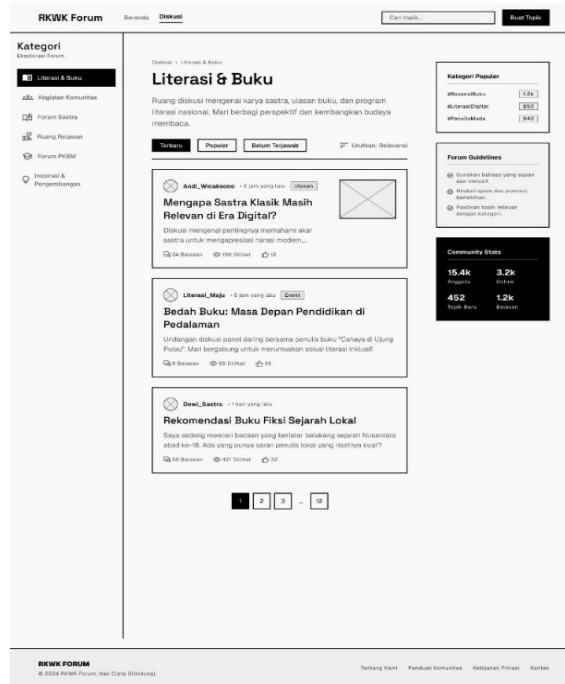 RKWK Forum
Beranda Diskusi
Cari topik...
Buat Topik
Kategori
Eksplorasi Forum
Literasi & Buku
Kegiatan Komunitas
Forum Sastra
Ruang Relawan
Forum PKBM
Inspirasi &
Pengembangan
Diskusi > Literasi & Buku
Literasi & Buku
Ruang diskusi mengenai karya sastra, ulasan buku, dan program
literasi nasional. Mari berbagi perspektif dan kembangkan budaya
membaca.
Terbaru Populer Belum Terjawab Urutkan: Relevansi
Andi_Wicaksono • 2 jam yang lalu Ulasan
Mengapa Sastra Klasik Masih
Relevan di Era Digital?
Diskusi mengenai pentingnya memahami akar
sastra untuk mengapresiasi narasi modern...
24 Balasan 156 Dilihat 12
Literasi_Maju • 5 jam yang lalu Event
Bedah Buku: Masa Depan Pendidikan di
Pedalaman
Undangan diskusi panel daring bersama penulis buku "Cahaya di Ujung
Pulau". Mari bergabung untuk merumuskan solusi literasi inklusif.
8 Balasan 89 Dilihat 45
Dewi_Sastra • 1 hari yang lalu
Rekomendasi Buku Fiksi Sejarah Lokal
Saya sedang mencari bacaan yang berlatar belakang sejarah Nusantara
abad ke-18. Ada yang punya saran penulis lokal yang risetnya kuat?
56 Balasan 421 Dilihat 32
1 2 3 ... 12
Kategori Populer
#ResensiBuku 1.2k
#LiterasiDigital 850
#PenulisMuda 640
Forum Guidelines
Gunakan bahasa yang sopan
dan inklusif.
Hindari spam dan promosi
berlebihan.
Pastikan topik relevan
dengan kategori.
Community Stats
15.4k 3.2k
Anggota Online
452 1.2k
Topik Baru Balasan
RKWK FORUM
© 2024 RKWK Forum. Hak Cipta Dilindungi.
Tentang Kami Panduan Komunitas Kebijakan Privasi Kontak